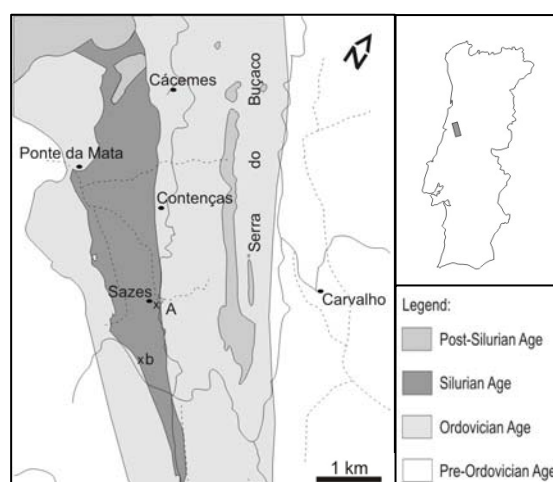 N
Cácemes
Buçaco
do
Serra
Ponte da Mata
Contenças
Sazes
x
A
xb
Carvalho
1 km
Legend:
Post-Silurian Age
Silurian Age
Ordovician Age
Pre-Ordovician Age